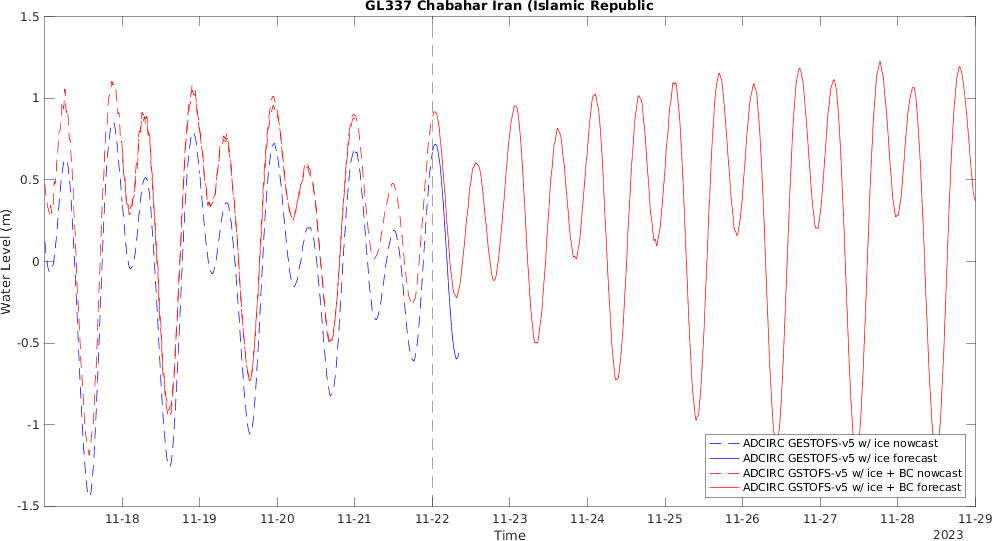 GL337 Chabahar Iran (Islamic Republic
1.5
1
0.5
0
-0.5
-1
-1.5
Water Level (m)
11-18
11-19
11-20
11-21
11-22
11-23
11-24
11-25
11-26
11-27
11-28
11-29
Time
2023
ADCIRC GESTOFS-v5 w/ ice nowcast
ADCIRC GESTOFS-v5 w/ ice forecast
ADCIRC GSTOFS-v5 w/ ice + BC nowcast
ADCIRC GSTOFS-v5 w/ ice + BC forecast